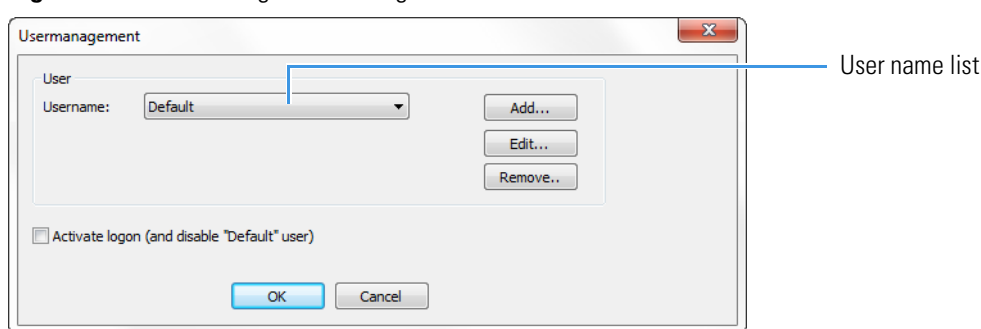 Usermanagement
User name list
User
Username:
Default
Add...
Edit...
Remove..
Activate logon (and disable "Default" user)
OK
Cancel